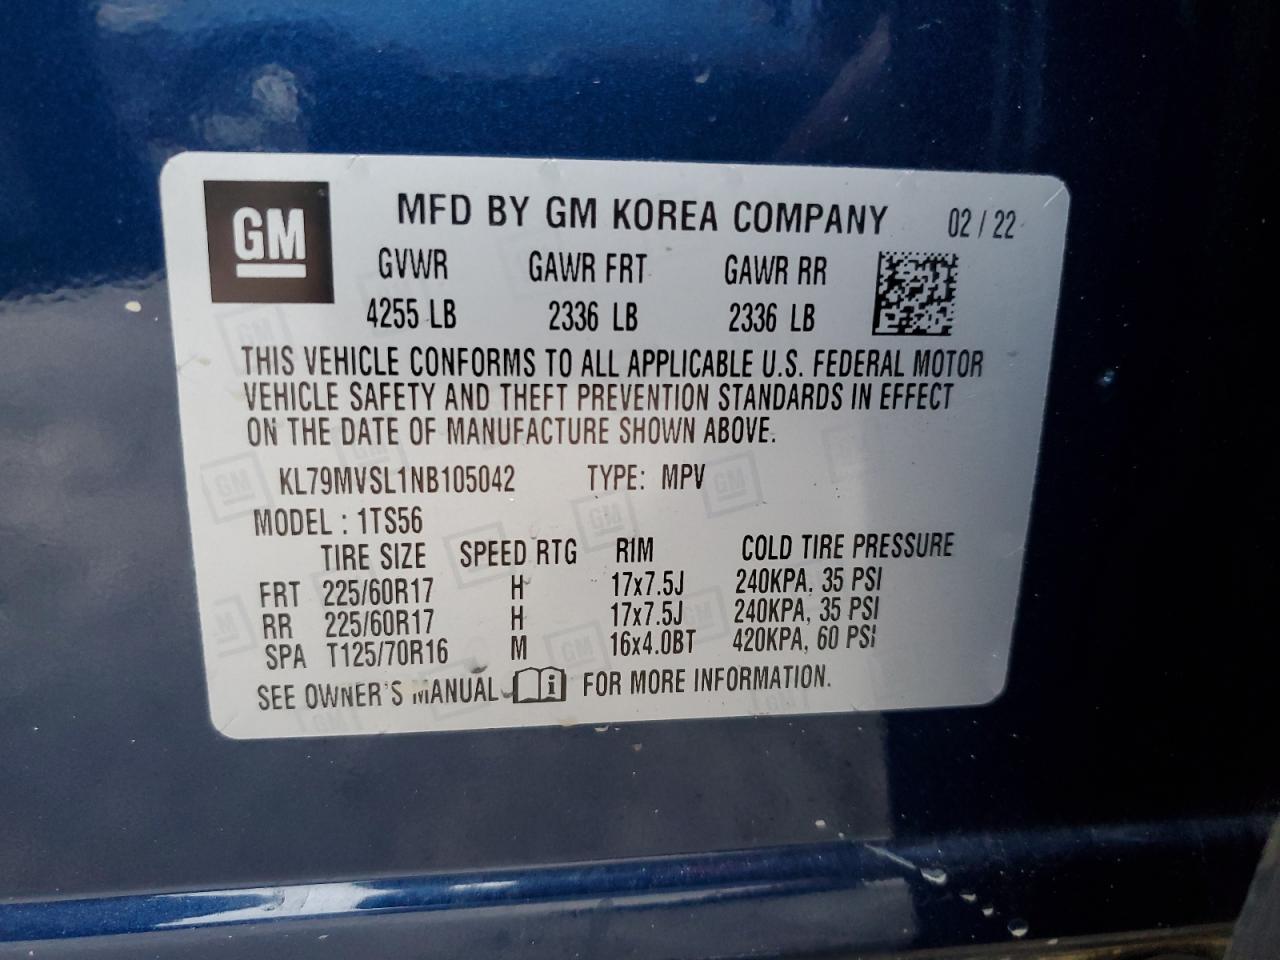 GM
MFD BY GM KOREA COMPANY 02 / 22
GVWR GAWR FRT GAWR RR
4255 LB 2336 LB 2336 LB
THIS VEHICLE CONFORMS TO ALL APPLICABLE U.S. FEDERAL MOTOR
VEHICLE SAFETY AND THEFT PREVENTION STANDARDS IN EFFECT
ON THE DATE OF MANUFACTURE SHOWN ABOVE.
KL79MVSL1NB105042 TYPE: MPV
MODEL : 1TS56
TIRE SIZE SPEED RTG RIM COLD TIRE PRESSURE
FRT 225/60R17 H 17x7.5J 240KPA, 35 PSI
RR 225/60R17 H 17x7.5J 240KPA, 35 PSI
SPA T125/70R16 M 16x4.0BT 420KPA, 60 PSI
SEE OWNER'S MANUAL FOR MORE INFORMATION.